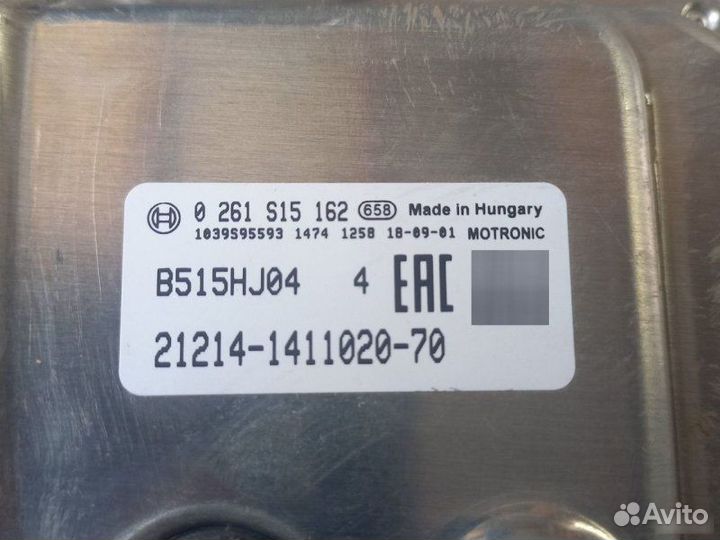 0 261 S15 162 658 Made in Hungary
1039S95593 1474 1258 18-09-01 MOTRONIC
B515HJ04 4 EAC
21214-1411020-70
Avito